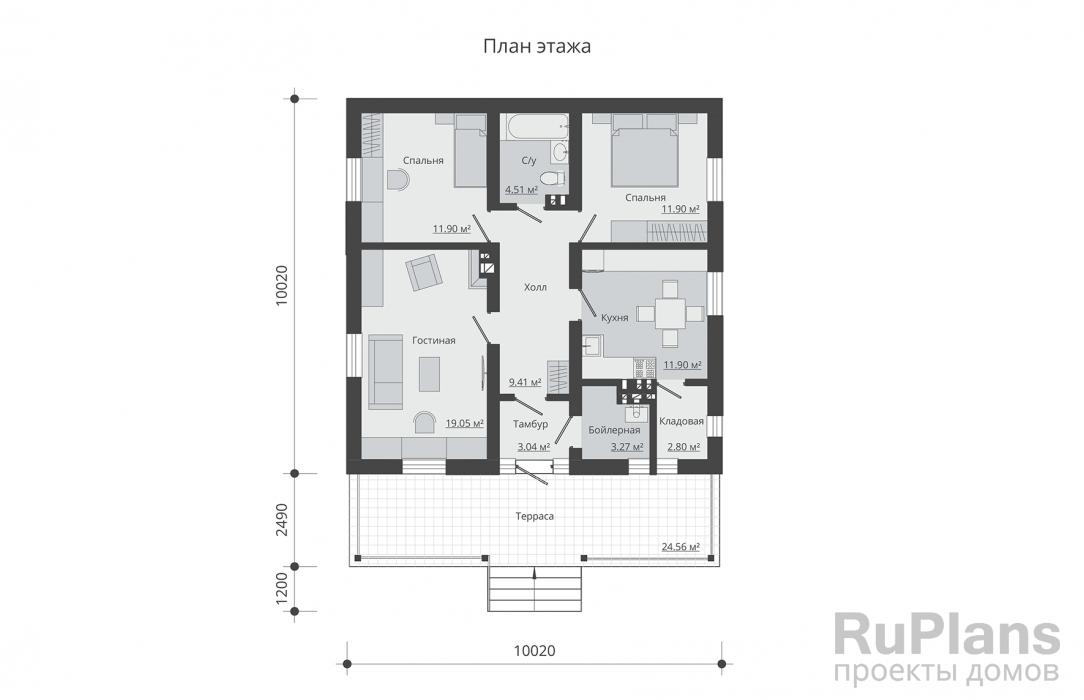 План этажа
Спальня
11.90 м²
С/у
4.51 м²
Спальня
11.90 м²
10020
Холл
9.41 м²
Гостиная
19.05 м²
Кухня
11.90 м²
Тамбур
3.04 м²
Бойлерная
3.27 м²
Кладовая
2.80 м²
2490
Терраса
24.56 м²
1200
10020
RuPlans
проекты домов